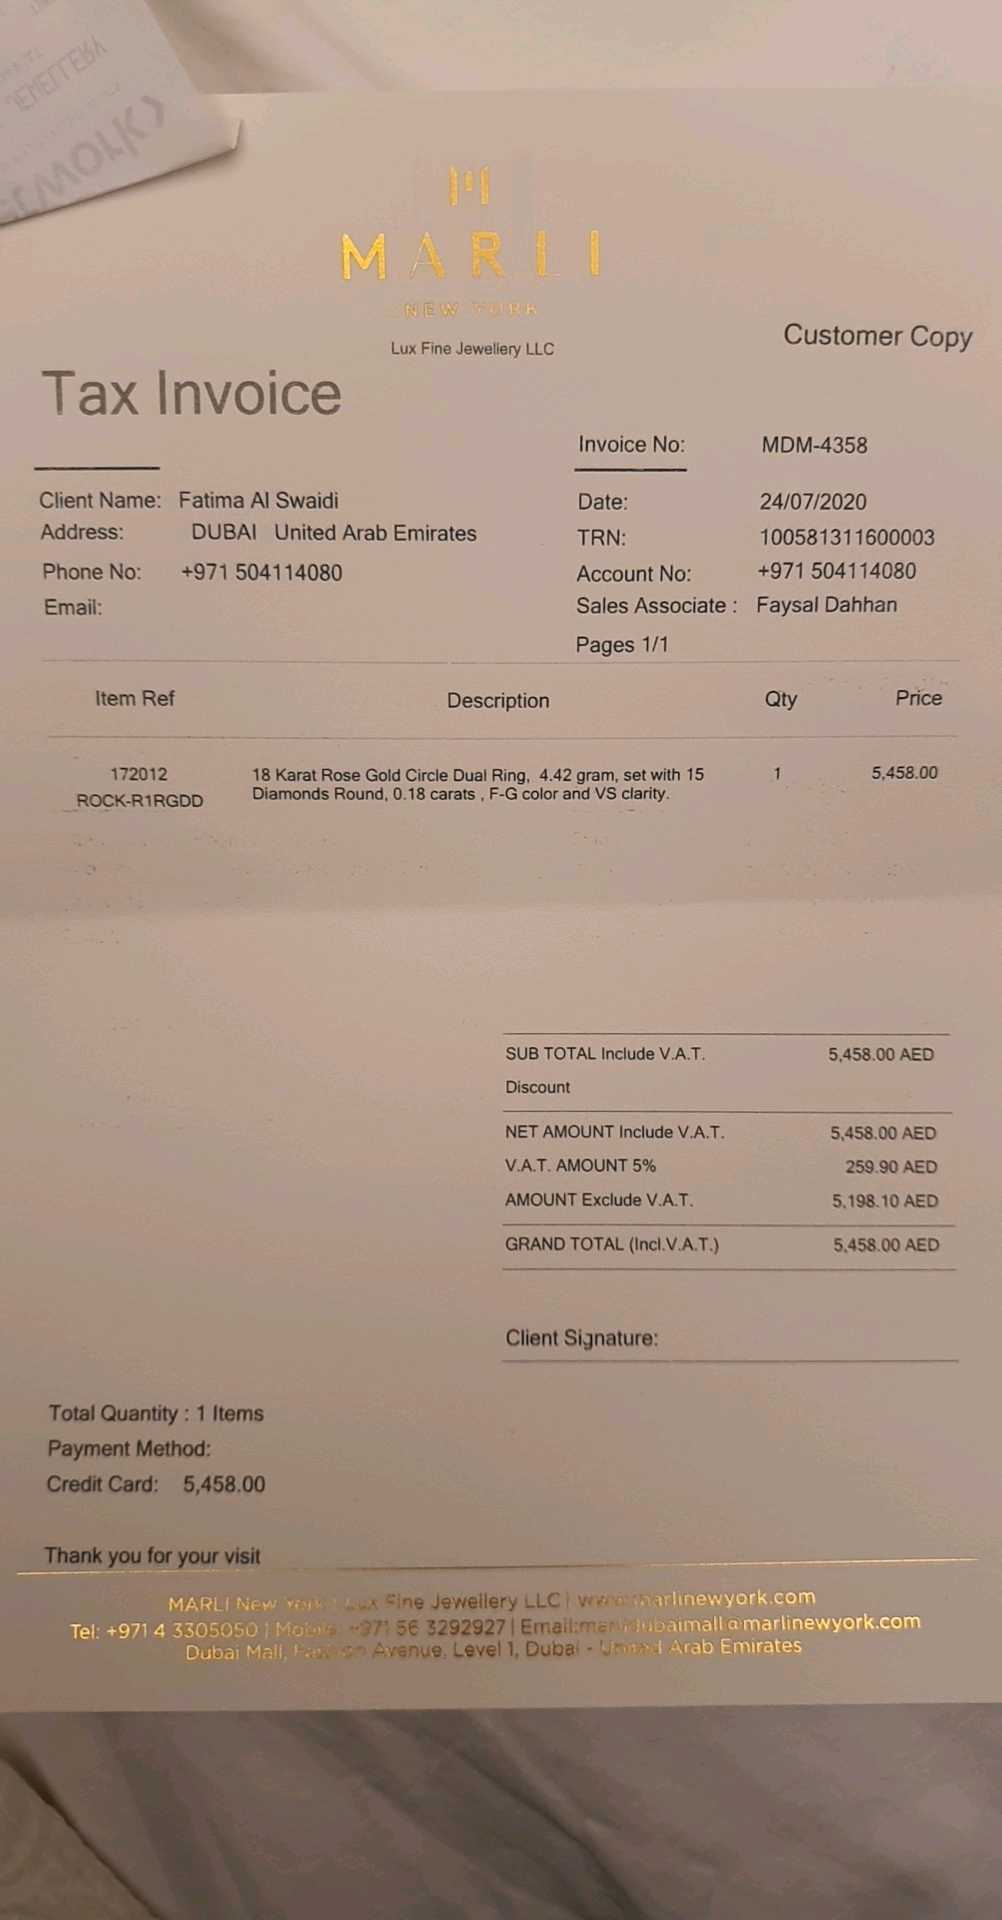 JEWELLERY
MARLI
NEW YORK
Lux Fine Jewellery LLC
Customer Copy
Tax Invoice
Invoice No: MDM-4358
Client Name: Fatima Al Swaidi
Date: 24/07/2020
Address: DUBAI United Arab Emirates
TRN: 100581311600003
Phone No: +971 504114080
Account No: +971 504114080
Email:
Sales Associate : Faysal Dahhan
Pages 1/1
Item Ref Description Qty Price
172012 18 Karat Rose Gold Circle Dual Ring, 4.42 gram, set with 15 1 5,458.00
ROCK-R1RGDD Diamonds Round, 0.18 carats , F-G color and VS clarity.
SUB TOTAL Include V.A.T. 5,458.00 AED
Discount
NET AMOUNT Include V.A.T. 5,458.00 AED
V.A.T. AMOUNT 5% 259.90 AED
AMOUNT Exclude V.A.T. 5,198.10 AED
GRAND TOTAL (Incl.V.A.T.) 5,458.00 AED
Client Signature:
Total Quantity : 1 Items
Payment Method:
Credit Card: 5,458.00
Thank you for your visit
MARLI New York | Lux Fine Jewellery LLC | www.marlinewyork.com
Tel: +971 4 3305050 | Mobile: +971 56 3292927 | Email:marlidubaimall@marlinewyork.com
Dubai Mall, Fashion Avenue, Level 1, Dubai - United Arab Emirates